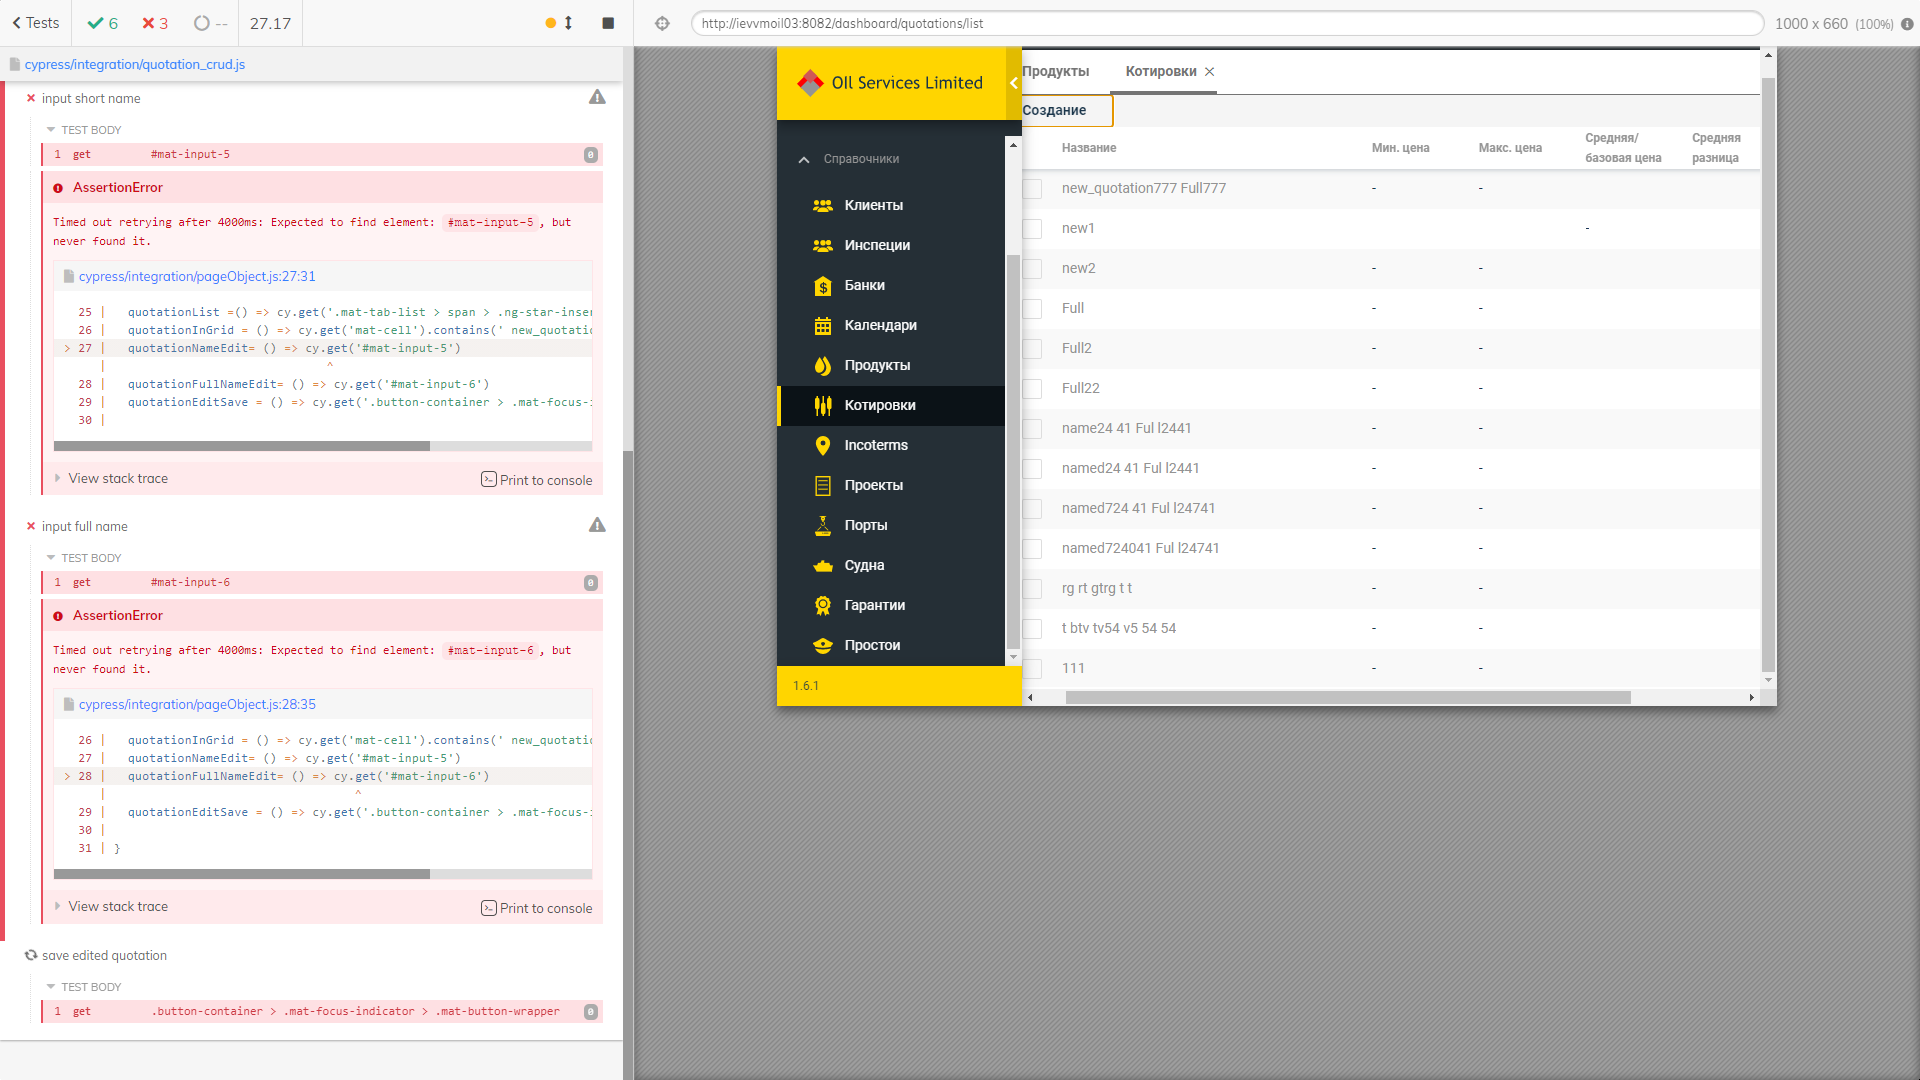 Tests
6
3
--
27.17
http://ievvmoil03:8082/dashboard/quotations/list
1000 x 660 (100%)
cypress/integration/quotation_crud.js
input short name
TEST BODY
1 get #mat-input-5 0
AssertionError
Timed out retrying after 4000ms: Expected to find element: #mat-input-5, but
never found it.
cypress/integration/pageObject.js:27:31
25 | quotationList =() => cy.get('.mat-tab-list > span > .ng-star-inser
26 | quotationInGrid = () => cy.get('mat-cell').contains(' new_quotatio
> 27 | quotationNameEdit= () => cy.get('#mat-input-5')
| ^
28 | quotationFullNameEdit= () => cy.get('#mat-input-6')
29 | quotationEditSave = () => cy.get('.button-container > .mat-focus-i
30 |
View stack trace
Print to console
input full name
TEST BODY
1 get #mat-input-6 0
AssertionError
Timed out retrying after 4000ms: Expected to find element: #mat-input-6, but
never found it.
cypress/integration/pageObject.js:28:35
26 | quotationInGrid = () => cy.get('mat-cell').contains(' new_quotatio
27 | quotationNameEdit= () => cy.get('#mat-input-5')
> 28 | quotationFullNameEdit= () => cy.get('#mat-input-6')
| ^
29 | quotationEditSave = () => cy.get('.button-container > .mat-focus-i
30 |
31 | }
View stack trace
Print to console
save edited quotation
TEST BODY
1 get .button-container > .mat-focus-indicator > .mat-button-wrapper 0
OIl Services Limited
Справочники
Клиенты
Инспеции
Банки
Календари
Продукты
Котировки
Incoterms
Проекты
Порты
Судна
Гарантии
Простои
1.6.1
Продукты
Котировки
Создание
Название Мин. цена Макс. цена Средняя/ базовая цена Средняя разница
new_quotation777 Full777 - -
new1 -
new2 - -
Full - -
Full2 - -
Full22 - -
name24 41 Ful l2441 - -
named24 41 Ful l2441 - -
named724 41 Ful l24741 - -
named724041 Ful l24741 - -
rg rt gtrg t t - -
t btv tv54 v5 54 54 - -
111 - -